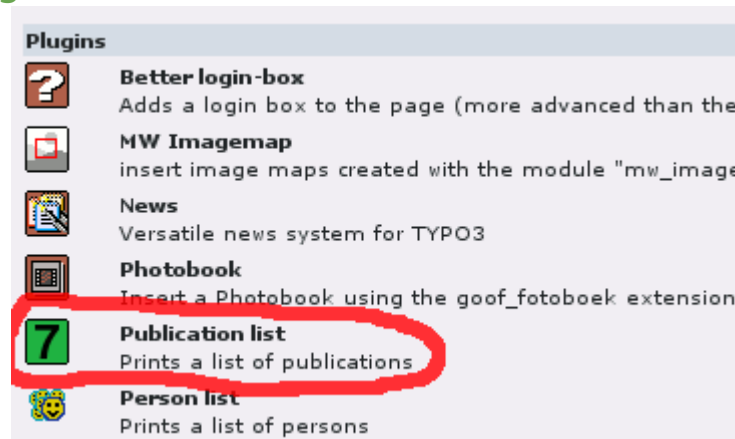 Plugins
Better login-box
Adds a login box to the page (more advanced than the
MW Imagemap
insert image maps created with the module "mw_image
News
Versatile news system for TYPO3
Photobook
Insert a Photobook using the goof_fotoboek extension
7
Publication list
Prints a list of publications
Person list
Prints a list of persons